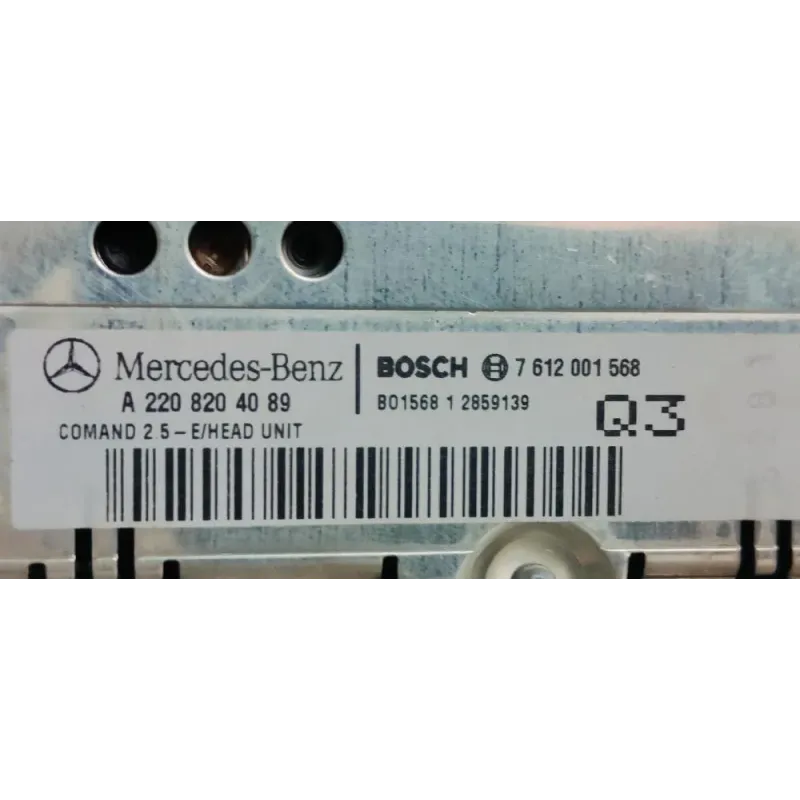 Mercedes-Benz
A 220 820 40 89
COMAND 2.5-E/HEAD UNIT
BOSCH 7 612 001 568
BO1568 1 2859139
Q3